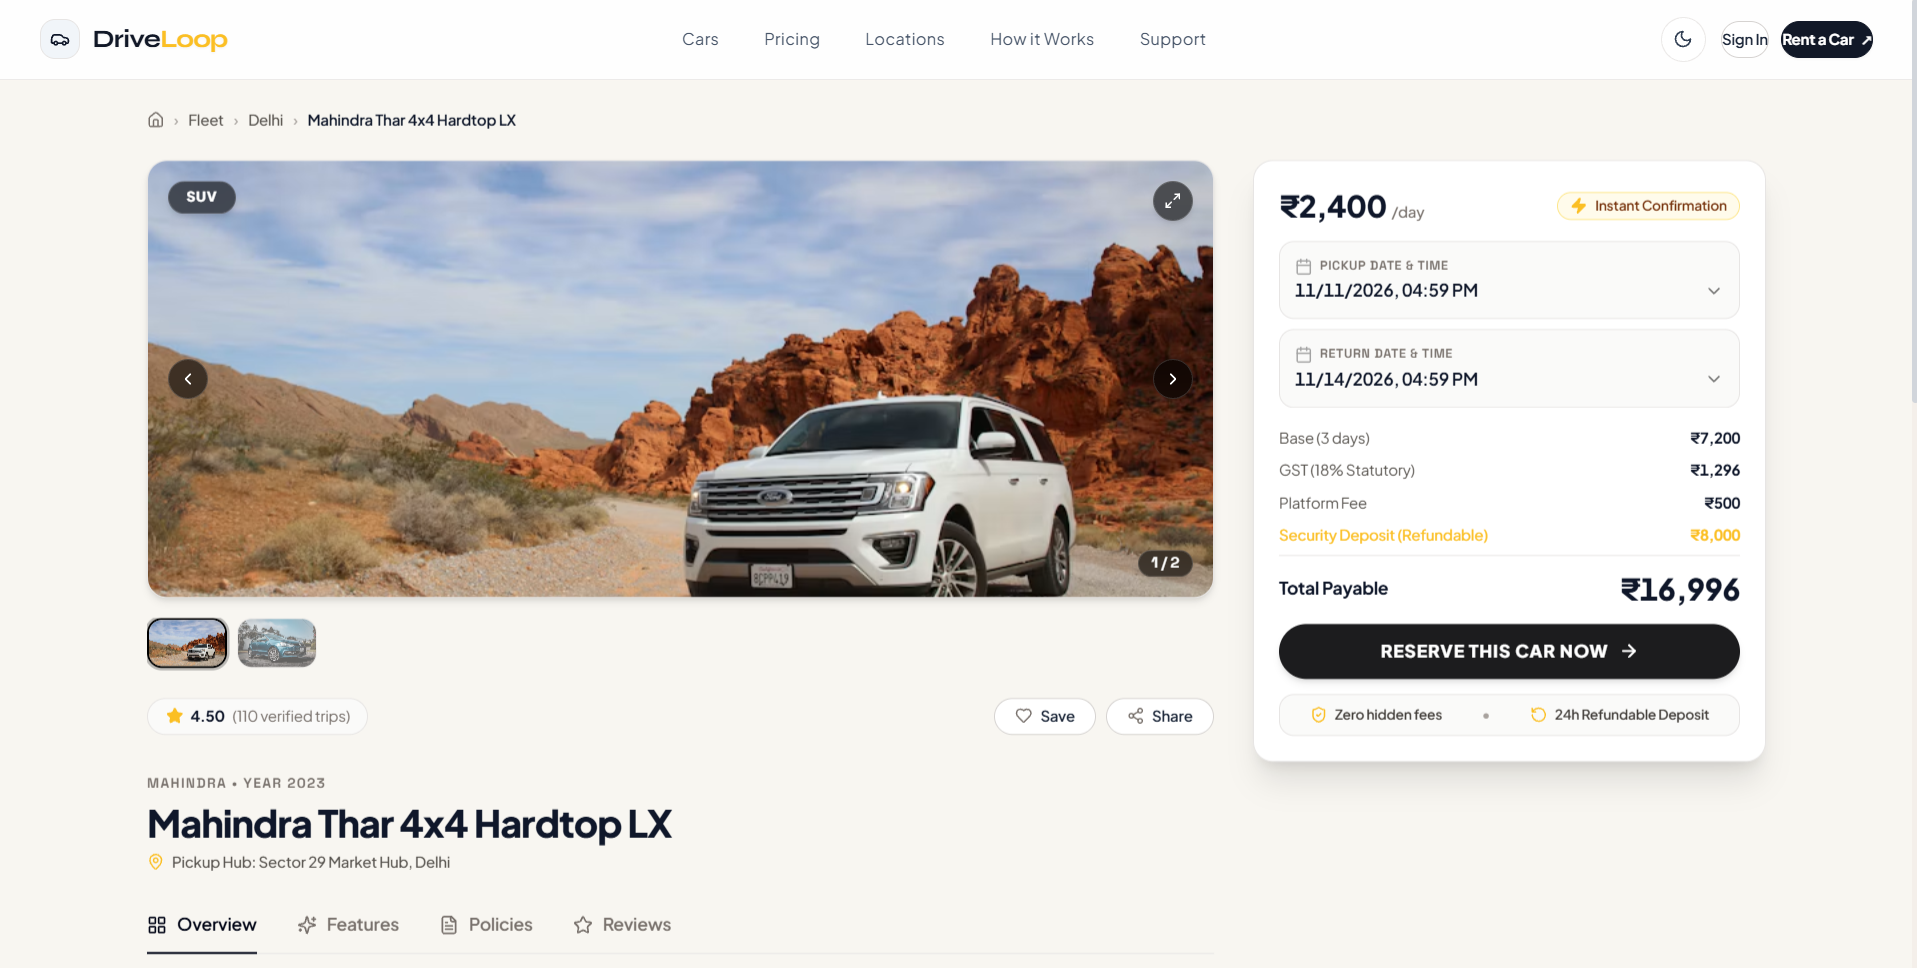 DriveLoop
Cars
Pricing
Locations
How it Works
Support
Sign In
Rent a Car ↗
› Fleet › Delhi › Mahindra Thar 4x4 Hardtop LX
SUV
Ford
8CPP419
1 / 2
4.50 (110 verified trips)
Save
Share
MAHINDRA • YEAR 2023
Mahindra Thar 4x4 Hardtop LX
Pickup Hub: Sector 29 Market Hub, Delhi
Overview
Features
Policies
Reviews
₹2,400 /day
Instant Confirmation
PICKUP DATE & TIME
11/11/2026, 04:59 PM
RETURN DATE & TIME
11/14/2026, 04:59 PM
Base (3 days) ₹7,200
GST (18% Statutory) ₹1,296
Platform Fee ₹500
Security Deposit (Refundable) ₹8,000
Total Payable ₹16,996
RESERVE THIS CAR NOW →
Zero hidden fees • 24h Refundable Deposit